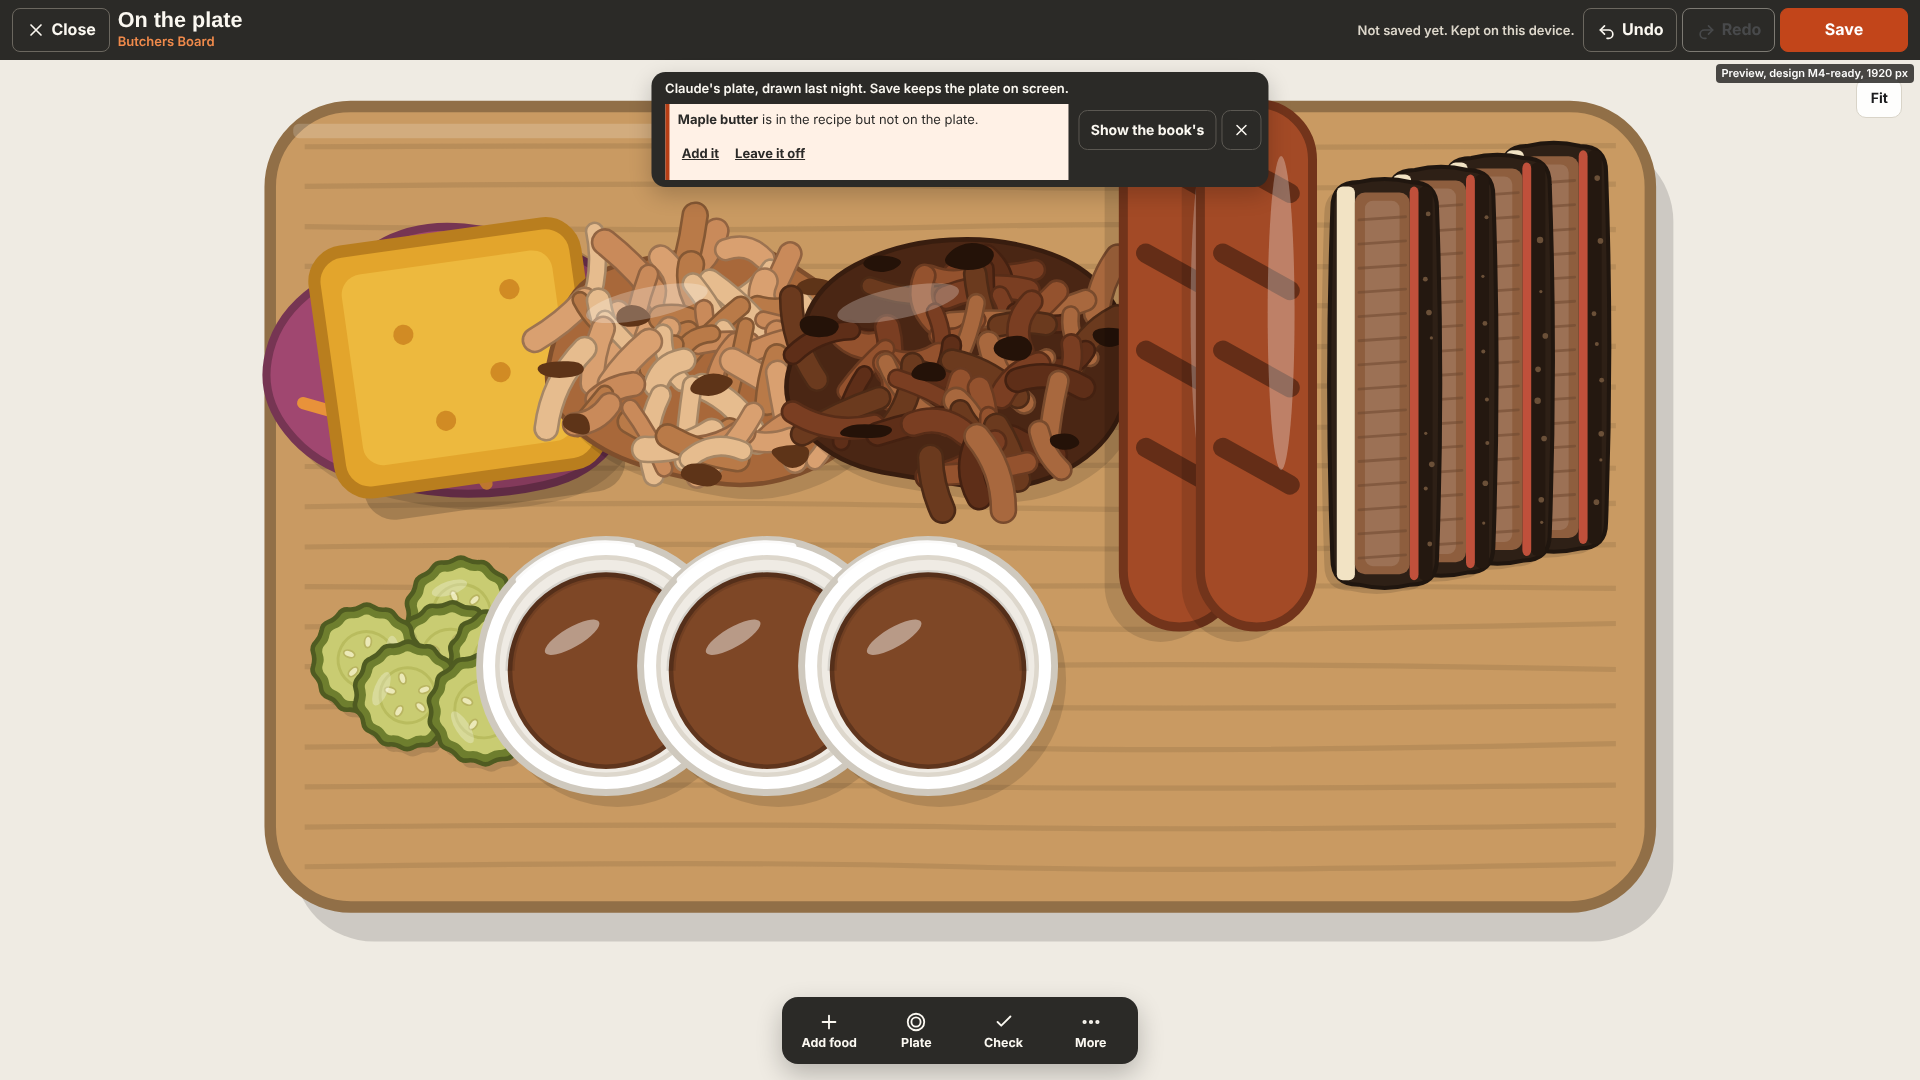 Close
On the plate
Butchers Board
Not saved yet. Kept on this device.
Undo
Redo
Save
Preview, design M4-ready, 1920 px
Fit
Claude's plate, drawn last night. Save keeps the plate on screen.
Maple butter is in the recipe but not on the plate.
Add it Leave it off
Show the book's
Add food
Plate
Check
More